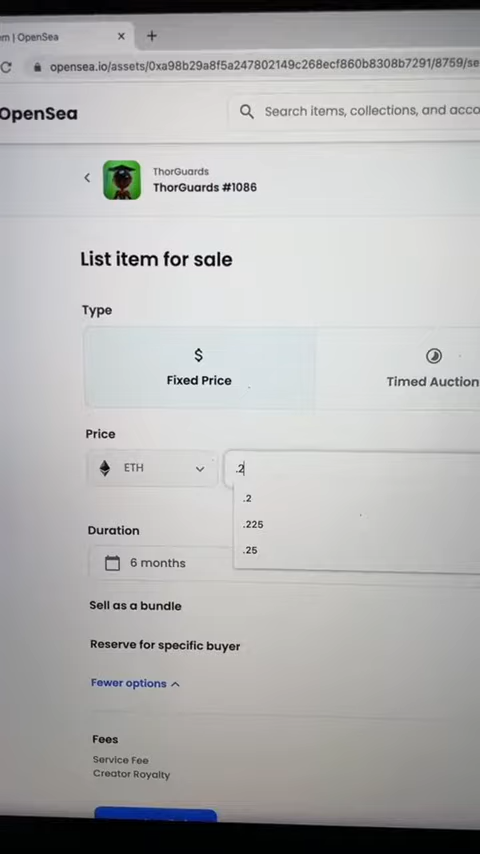 m | OpenSea
opensea.io/assets/0xa98b29a8f5a247802149c268ecf860b8308b7291/8759/se
OpenSea
Search items, collections, and acco
ThorGuards
ThorGuards #1086
List item for sale
Type
$
Fixed Price
Timed Auction
Price
ETH
.2
.2
.225
.25
Duration
6 months
Sell as a bundle
Reserve for specific buyer
Fewer options
Fees
Service Fee
Creator Royalty